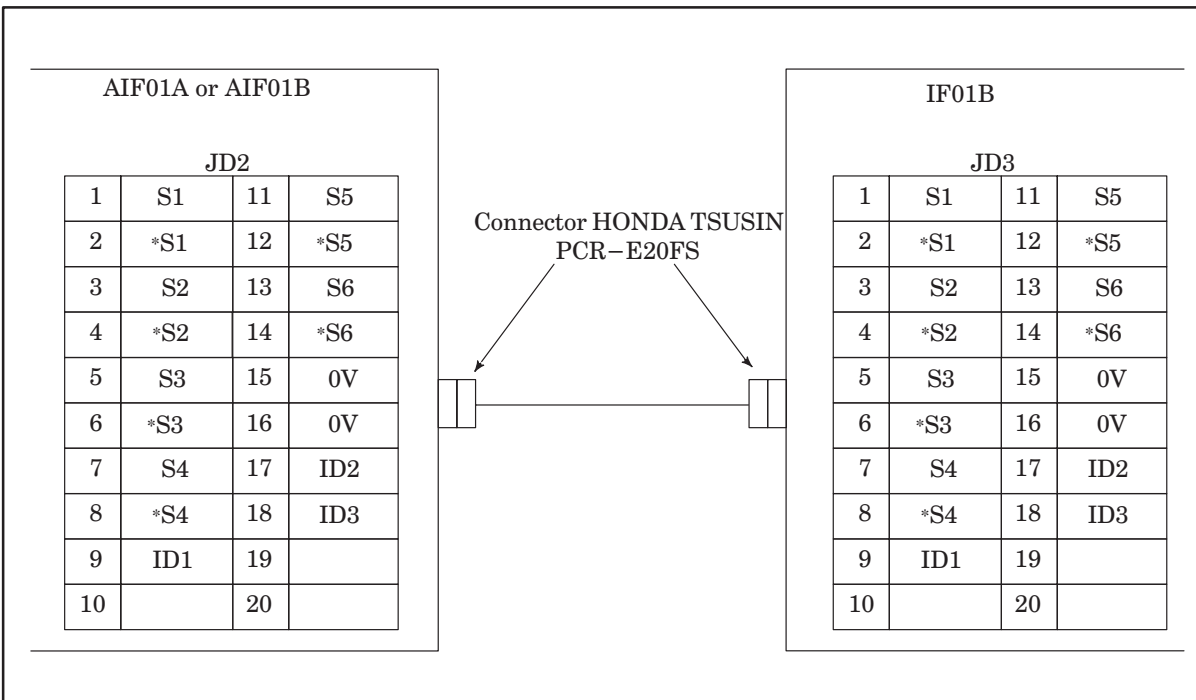 AIF01A or AIF01B
JD2
1 S1 11 S5
2 *S1 12 *S5
3 S2 13 S6
4 *S2 14 *S6
5 S3 15 0V
6 *S3 16 0V
7 S4 17 ID2
8 *S4 18 ID3
9 ID1 19
10 20
Connector HONDA TSUSIN
PCR-E20FS
IF01B
JD3
1 S1 11 S5
2 *S1 12 *S5
3 S2 13 S6
4 *S2 14 *S6
5 S3 15 0V
6 *S3 16 0V
7 S4 17 ID2
8 *S4 18 ID3
9 ID1 19
10 20